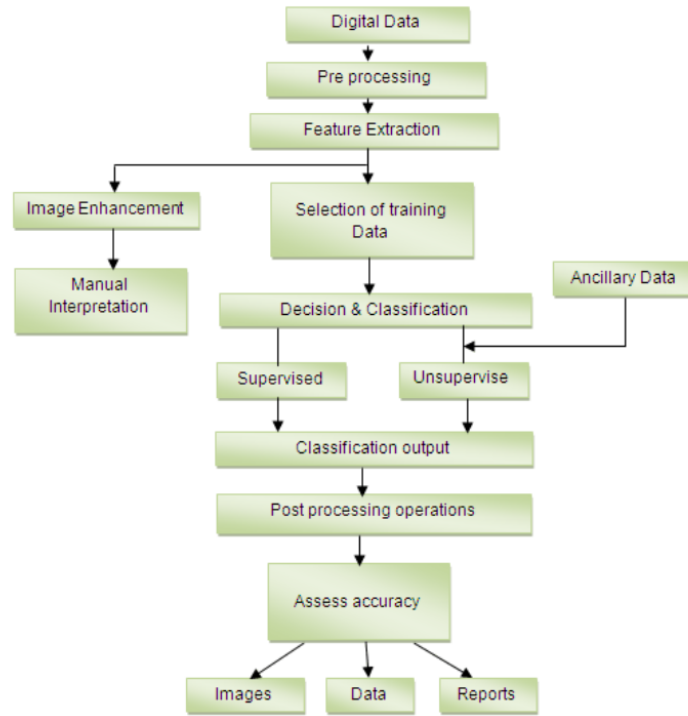 Digital Data
Pre processing
Feature Extraction
Image Enhancement
Selection of training
Data
Manual
Interpretation
Ancillary Data
Decision & Classification
Supervised
Unsupervise
Classification output
Post processing operations
Assess accuracy
Images
Data
Reports